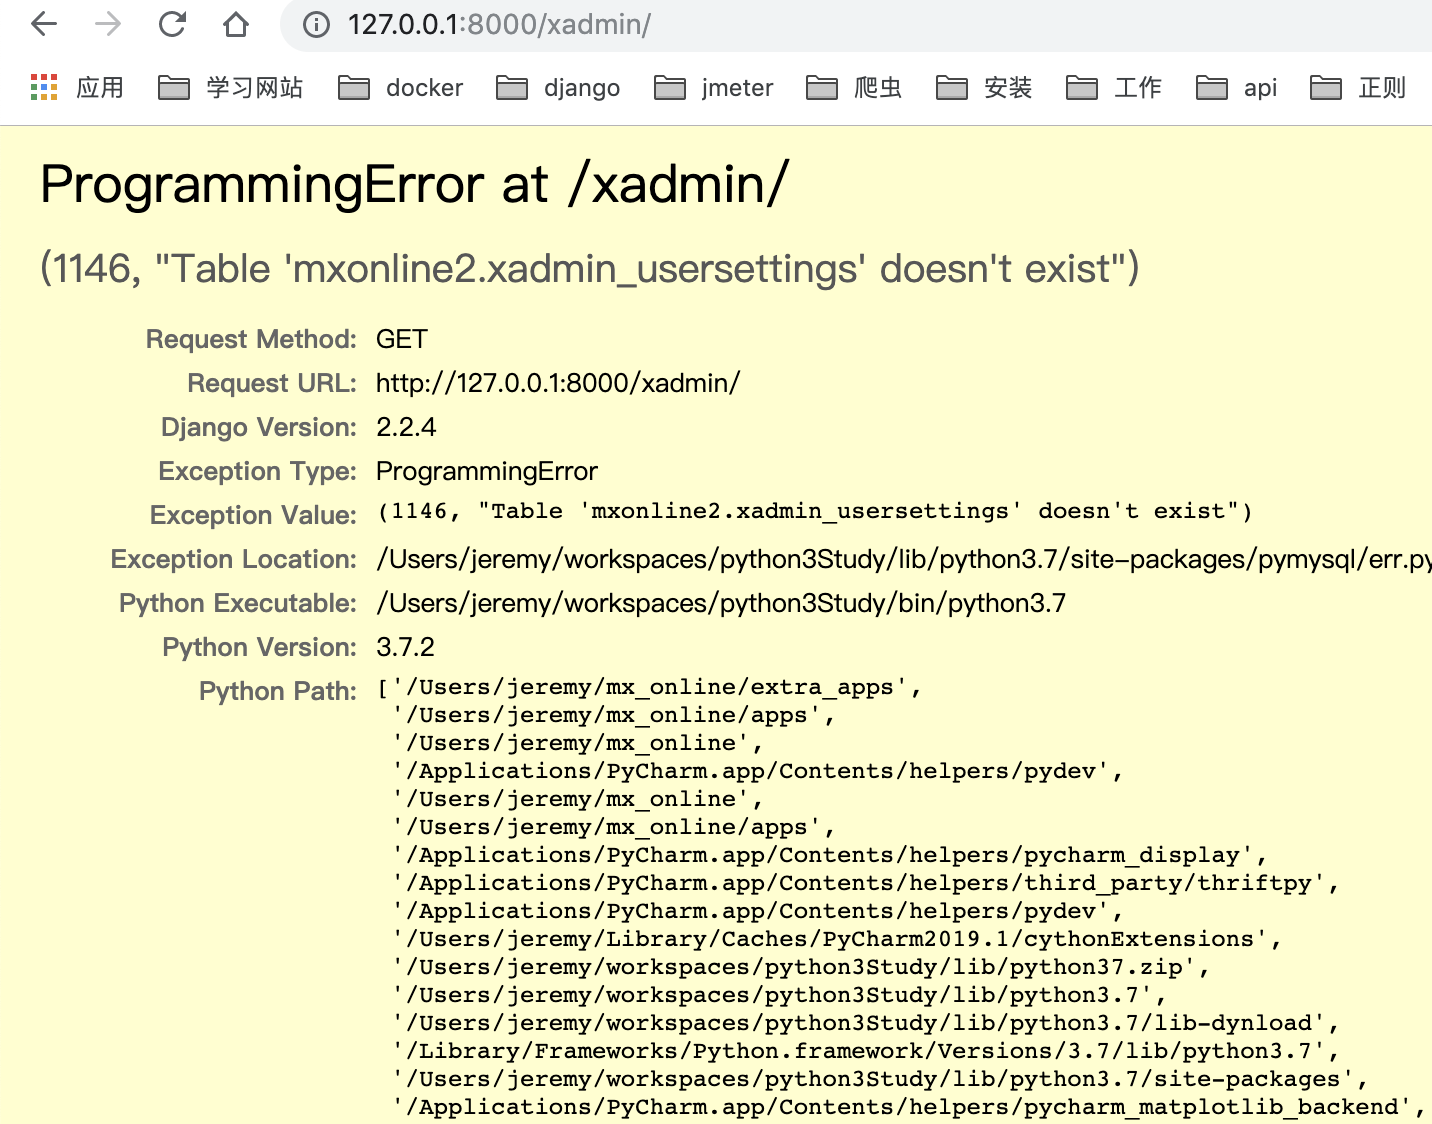 127.0.0.1:8000/xadmin/
应用 学习网站 docker django jmeter 爬虫 安装 工作 api 正则
ProgrammingError at /xadmin/
(1146, "Table 'mxonline2.xadmin_usersettings' doesn't exist")
Request Method: GET
Request URL: http://127.0.0.1:8000/xadmin/
Django Version: 2.2.4
Exception Type: ProgrammingError
Exception Value: (1146, "Table 'mxonline2.xadmin_usersettings' doesn't exist")
Exception Location: /Users/jeremy/workspaces/python3Study/lib/python3.7/site-packages/pymysql/err.py
Python Executable: /Users/jeremy/workspaces/python3Study/bin/python3.7
Python Version: 3.7.2
Python Path: ['/Users/jeremy/mx_online/extra_apps',
'/Users/jeremy/mx_online/apps',
'/Users/jeremy/mx_online',
'/Applications/PyCharm.app/Contents/helpers/pydev',
'/Users/jeremy/mx_online',
'/Users/jeremy/mx_online/apps',
'/Applications/PyCharm.app/Contents/helpers/pycharm_display',
'/Applications/PyCharm.app/Contents/helpers/third_party/thriftpy',
'/Applications/PyCharm.app/Contents/helpers/pydev',
'/Users/jeremy/Library/Caches/PyCharm2019.1/cythonExtensions',
'/Users/jeremy/workspaces/python3Study/lib/python37.zip',
'/Users/jeremy/workspaces/python3Study/lib/python3.7',
'/Users/jeremy/workspaces/python3Study/lib/python3.7/lib-dynload',
'/Library/Frameworks/Python.framework/Versions/3.7/lib/python3.7',
'/Users/jeremy/workspaces/python3Study/lib/python3.7/site-packages',
'/Applications/PyCharm.app/Contents/helpers/pycharm_matplotlib_backend',